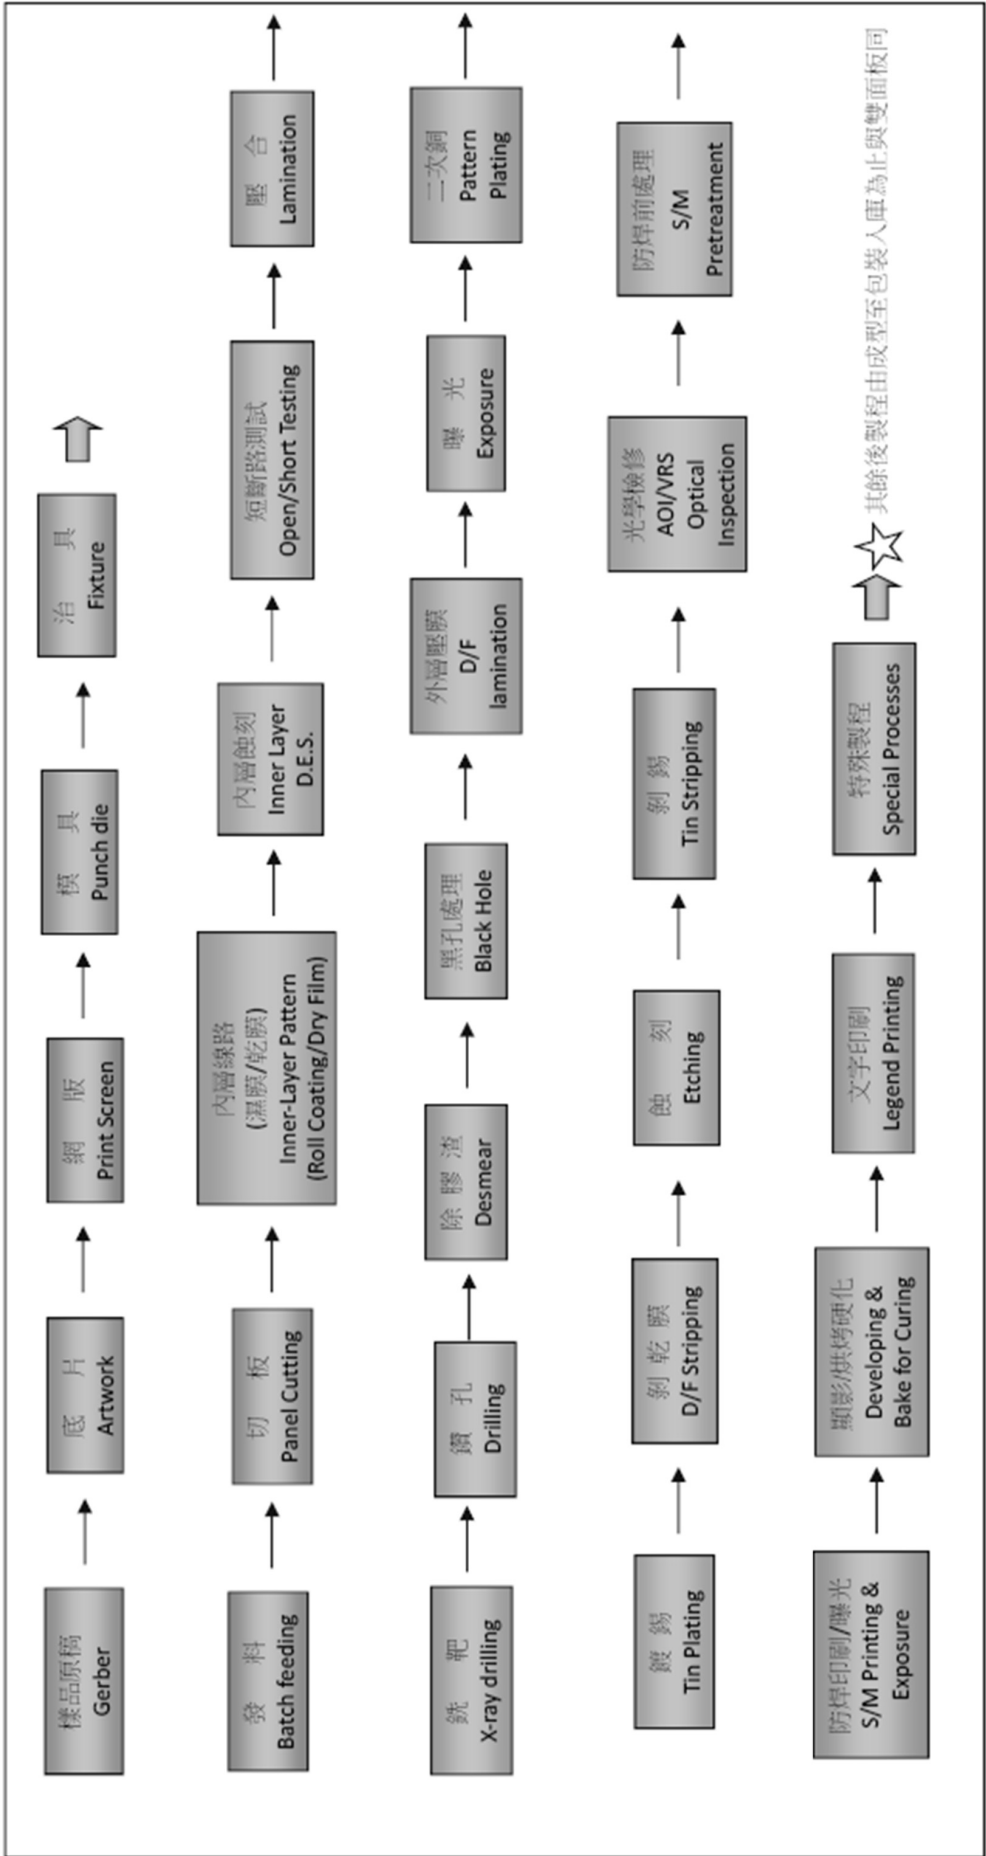 樣品原稿
Gerber
底 片
Artwork
網 版
Print Screen
模 具
Punch die
治 具
Fixture
發 料
Batch feeding
切 板
Panel Cutting
內層線路
(濕膜/乾膜)
Inner-Layer Pattern
(Roll Coating/Dry Film)
內層蝕刻
Inner Layer
D.E.S.
短斷路測試
Open/Short Testing
壓 合
Lamination
銑 靶
X-ray drilling
鑽 孔
Drilling
除 膠 渣
Desmear
黑孔處理
Black Hole
外層壓膜
D/F
lamination
曝 光
Exposure
二次銅
Pattern
Plating
鍍 錫
Tin Plating
剝 乾 膜
D/F Stripping
蝕 刻
Etching
剝 錫
Tin Stripping
光學檢修
AOI/VRS
Optical
Inspection
防焊前處理
S/M
Pretreatment
防焊印刷/曝光
S/M Printing &
Exposure
顯影/烘烤硬化
Developing &
Bake for Curing
文字印刷
Legend Printing
特殊製程
Special Processes
其餘後製程由成型至包裝入庫為止與雙面板同